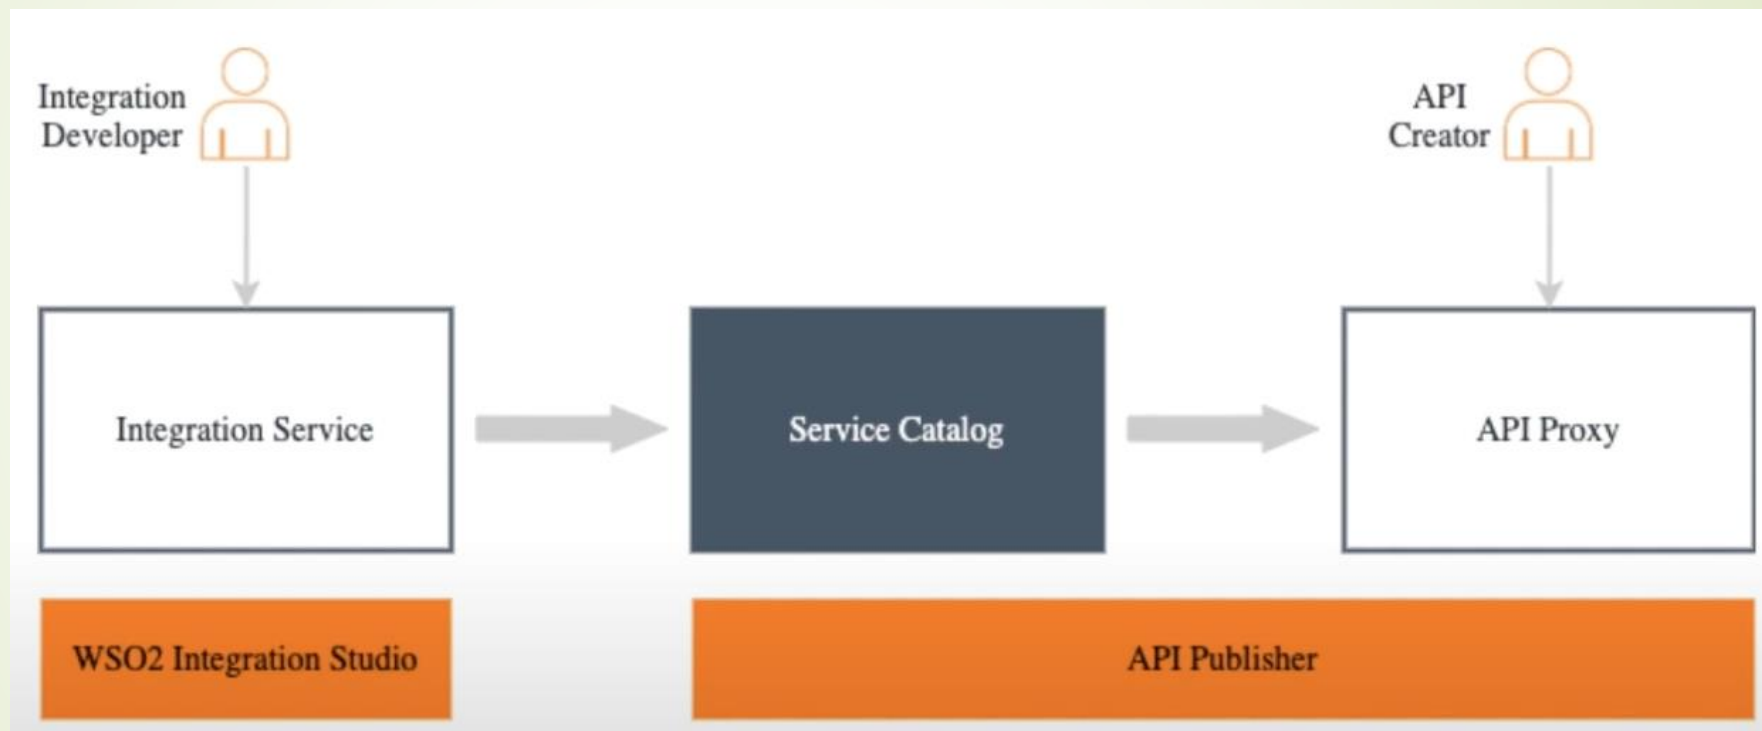 Integration
Developer
API
Creator
Integration Service
Service Catalog
API Proxy
WSO2 Integration Studio
API Publisher